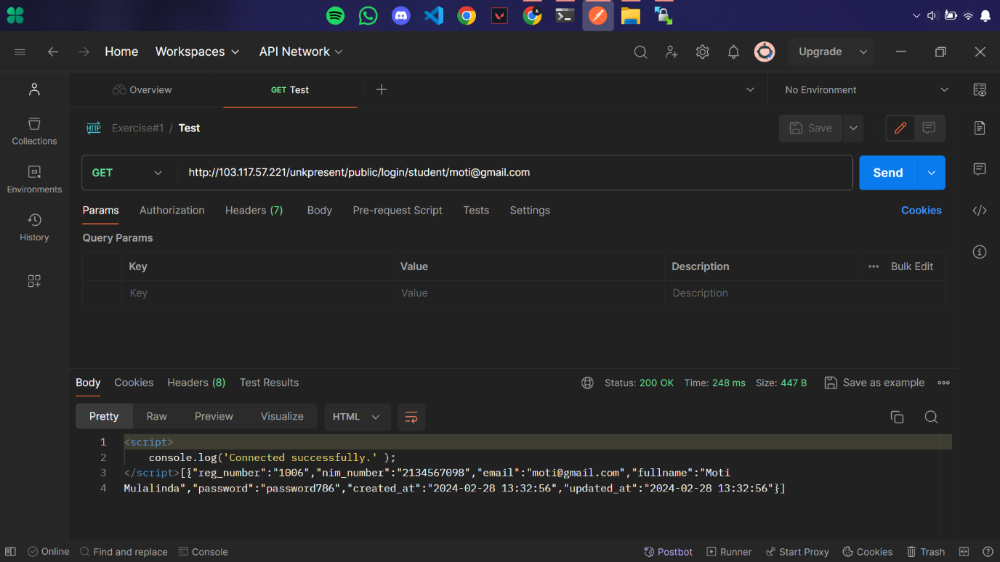 Home Workspaces API Network Upgrade
Overview GET Test No Environment
HTTP Exercise#1 / Test Save
Collections
GET http://103.117.57.221/unkpresent/public/login/student/moti@gmail.com Send
Environments
Params Authorization Headers (7) Body Pre-request Script Tests Settings Cookies
History
Query Params
Key Value Description Bulk Edit
Key Value Description
Body Cookies Headers (8) Test Results Status: 200 OK Time: 248 ms Size: 447 B Save as example
Pretty Raw Preview Visualize HTML
1 <script>
2 console.log('Connected successfully.' );
3 </script>[{"reg_number":"1006","nim_number":"2134567098","email":"moti@gmail.com","fullname":"Moti
4 Mulalinda","password":"password786","created_at":"2024-02-28 13:32:56","updated_at":"2024-02-28 13:32:56"}]
Online Find and replace Console Postbot Runner Start Proxy Cookies Trash